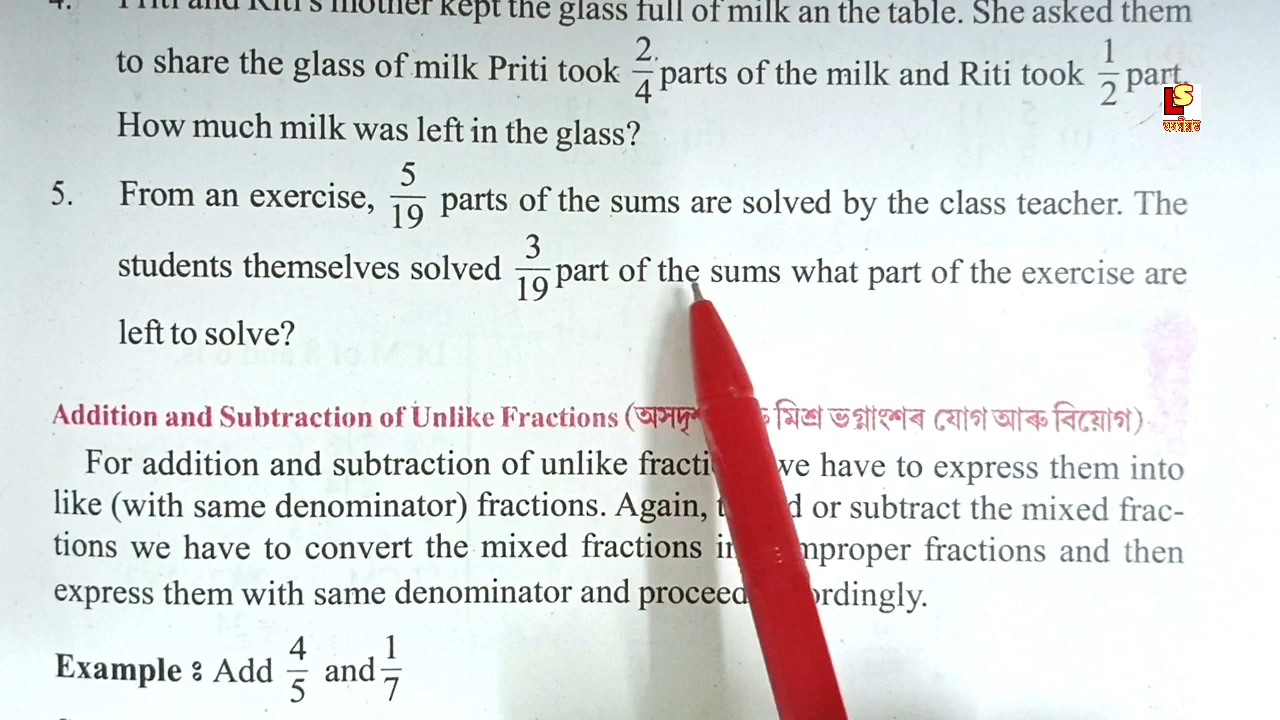 4. Priti and Riti's mother kept the glass full of milk an the table. She asked them
to share the glass of milk Priti took 2/4 parts of the milk and Riti took 1/2 part.
How much milk was left in the glass?
LS
5. From an exercise, 5/19 parts of the sums are solved by the class teacher. The
students themselves solved 3/19 part of the sums what part of the exercise are
left to solve?
Addition and Subtraction of Unlike Fractions (অসদৃশ মিশ্ৰ ভগ্নাংশৰ যোগ আৰু বিয়োগ)
For addition and subtraction of unlike we have to express them into
like (with same denominator) fractions. Again, or subtract the mixed frac-
tions we have to convert the mixed fractions improper fractions and then
express them with same denominator and proceed
Example : Add 4/5 and 1/7